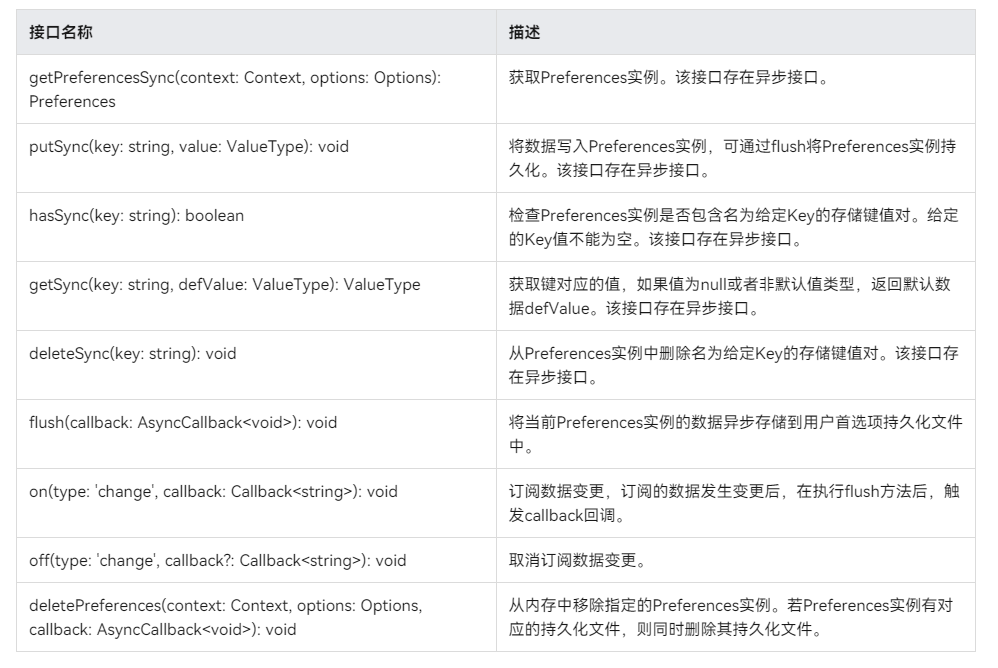 接口名称
描述
getPreferencesSync(context: Context, options: Options):
Preferences
获取Preferences实例。该接口存在异步接口。
putSync(key: string, value: ValueType): void
将数据写入Preferences实例，可通过flush将Preferences实例持
久化。该接口存在异步接口。
hasSync(key: string): boolean
检查Preferences实例是否包含名为给定Key的存储键值对。给定
的Key值不能为空。该接口存在异步接口。
getSync(key: string, defValue: ValueType): ValueType
获取键对应的值，如果值为null或者非默认值类型，返回默认数
据defValue。该接口存在异步接口。
deleteSync(key: string): void
从Preferences实例中删除名为给定Key的存储键值对。该接口存
在异步接口。
flush(callback: AsyncCallback<void>): void
将当前Preferences实例的数据异步存储到用户首选项持久化文件
中。
on(type: 'change', callback: Callback<string>): void
订阅数据变更，订阅的数据发生变更后，在执行flush方法后，触
发callback回调。
off(type: 'change', callback?: Callback<string>): void
取消订阅数据变更。
deletePreferences(context: Context, options: Options,
callback: AsyncCallback<void>): void
从内存中移除指定的Preferences实例。若Preferences实例有对
应的持久化文件，则同时删除其持久化文件。